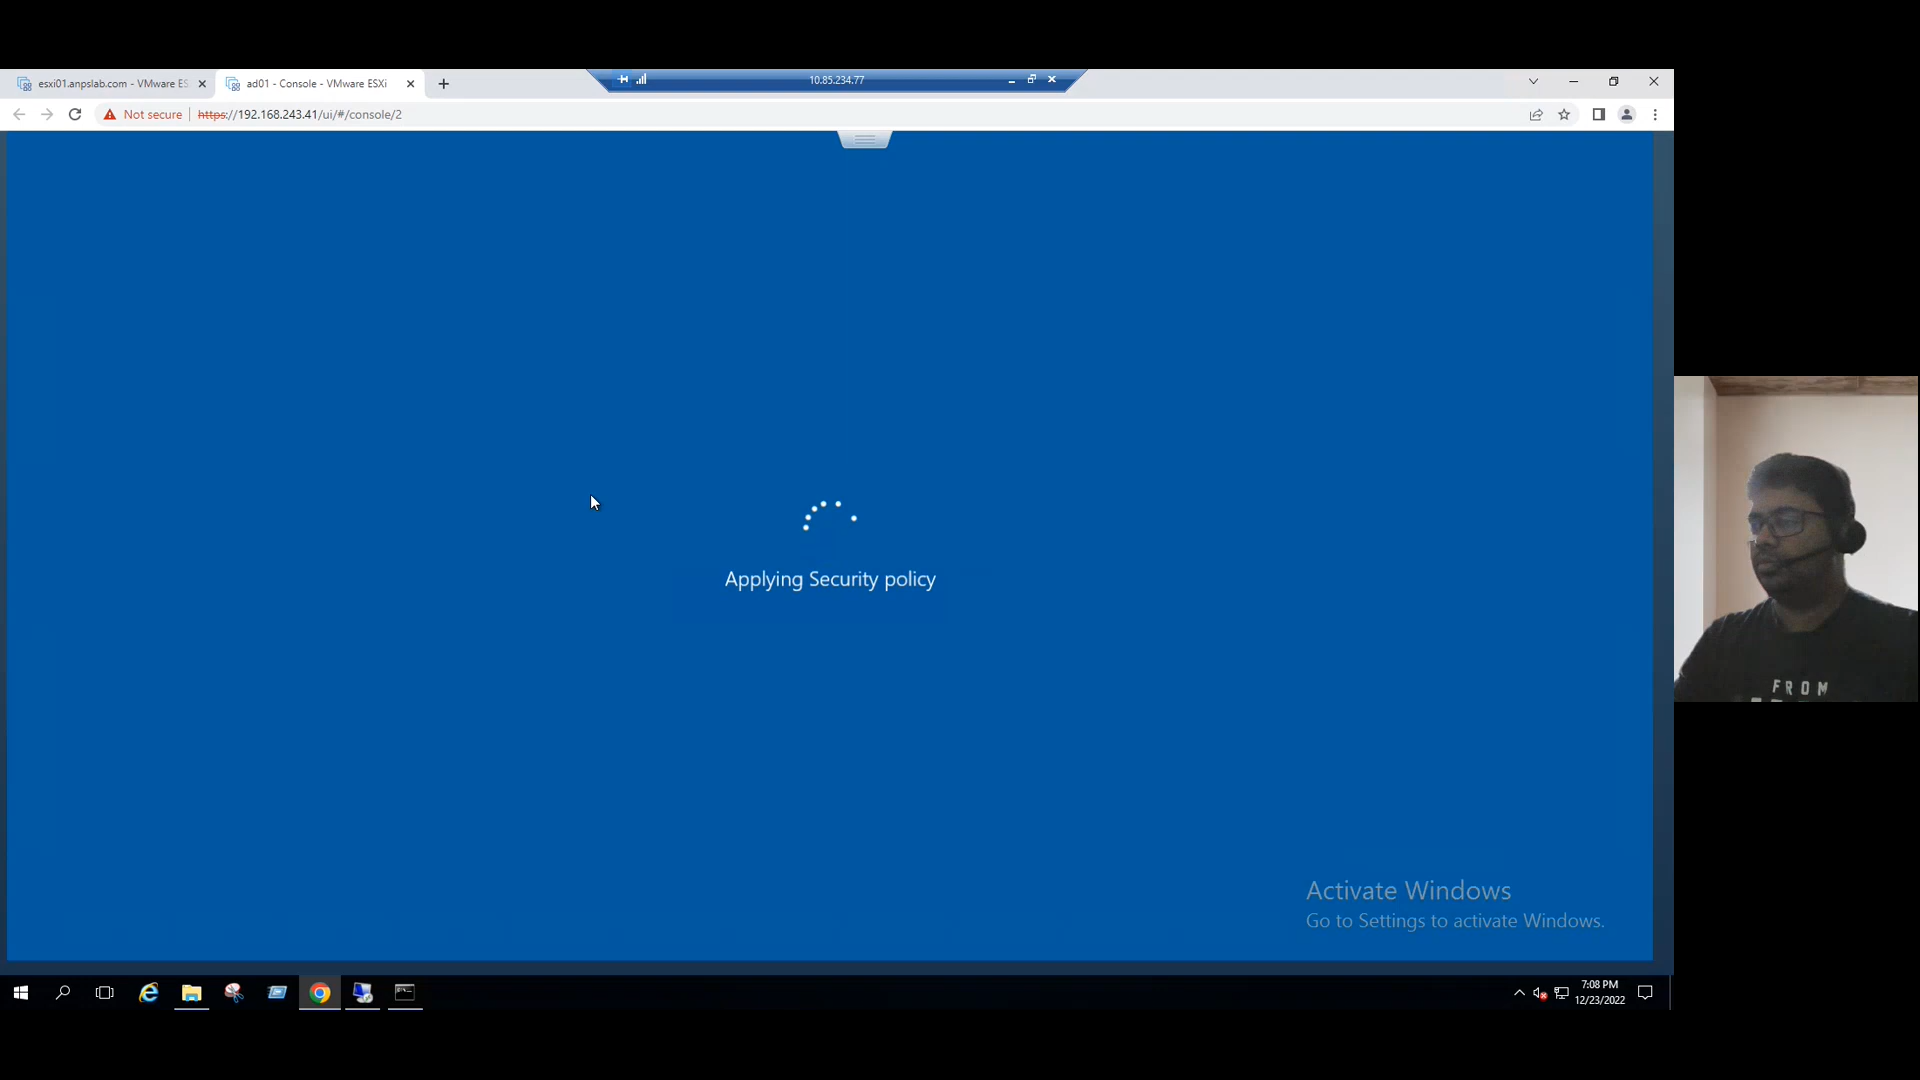 esxi01.anpslab.com - VMware ES
ad01 - Console - VMware ESXi
10.85.234.77
Not secure
https://192.168.243.41/ui/#/console/2
Applying Security policy
Activate Windows
Go to Settings to activate Windows.
7:08 PM
12/23/2022
FROM